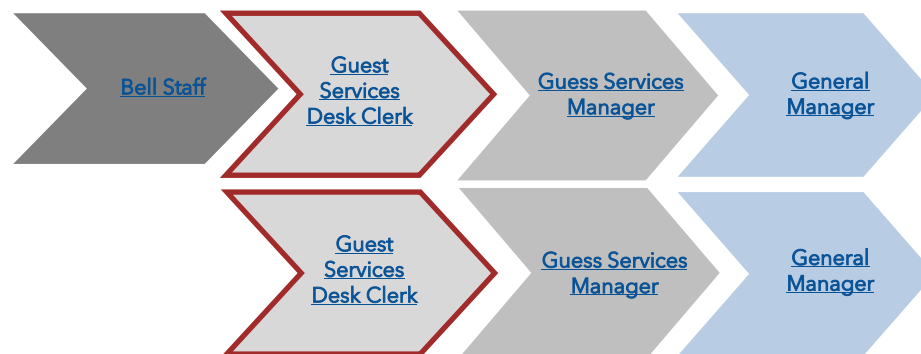 Bell Staff
Guest
Services
Desk Clerk
Guess Services
Manager
General
Manager
Guest
Services
Desk Clerk
Guess Services
Manager
General
Manager